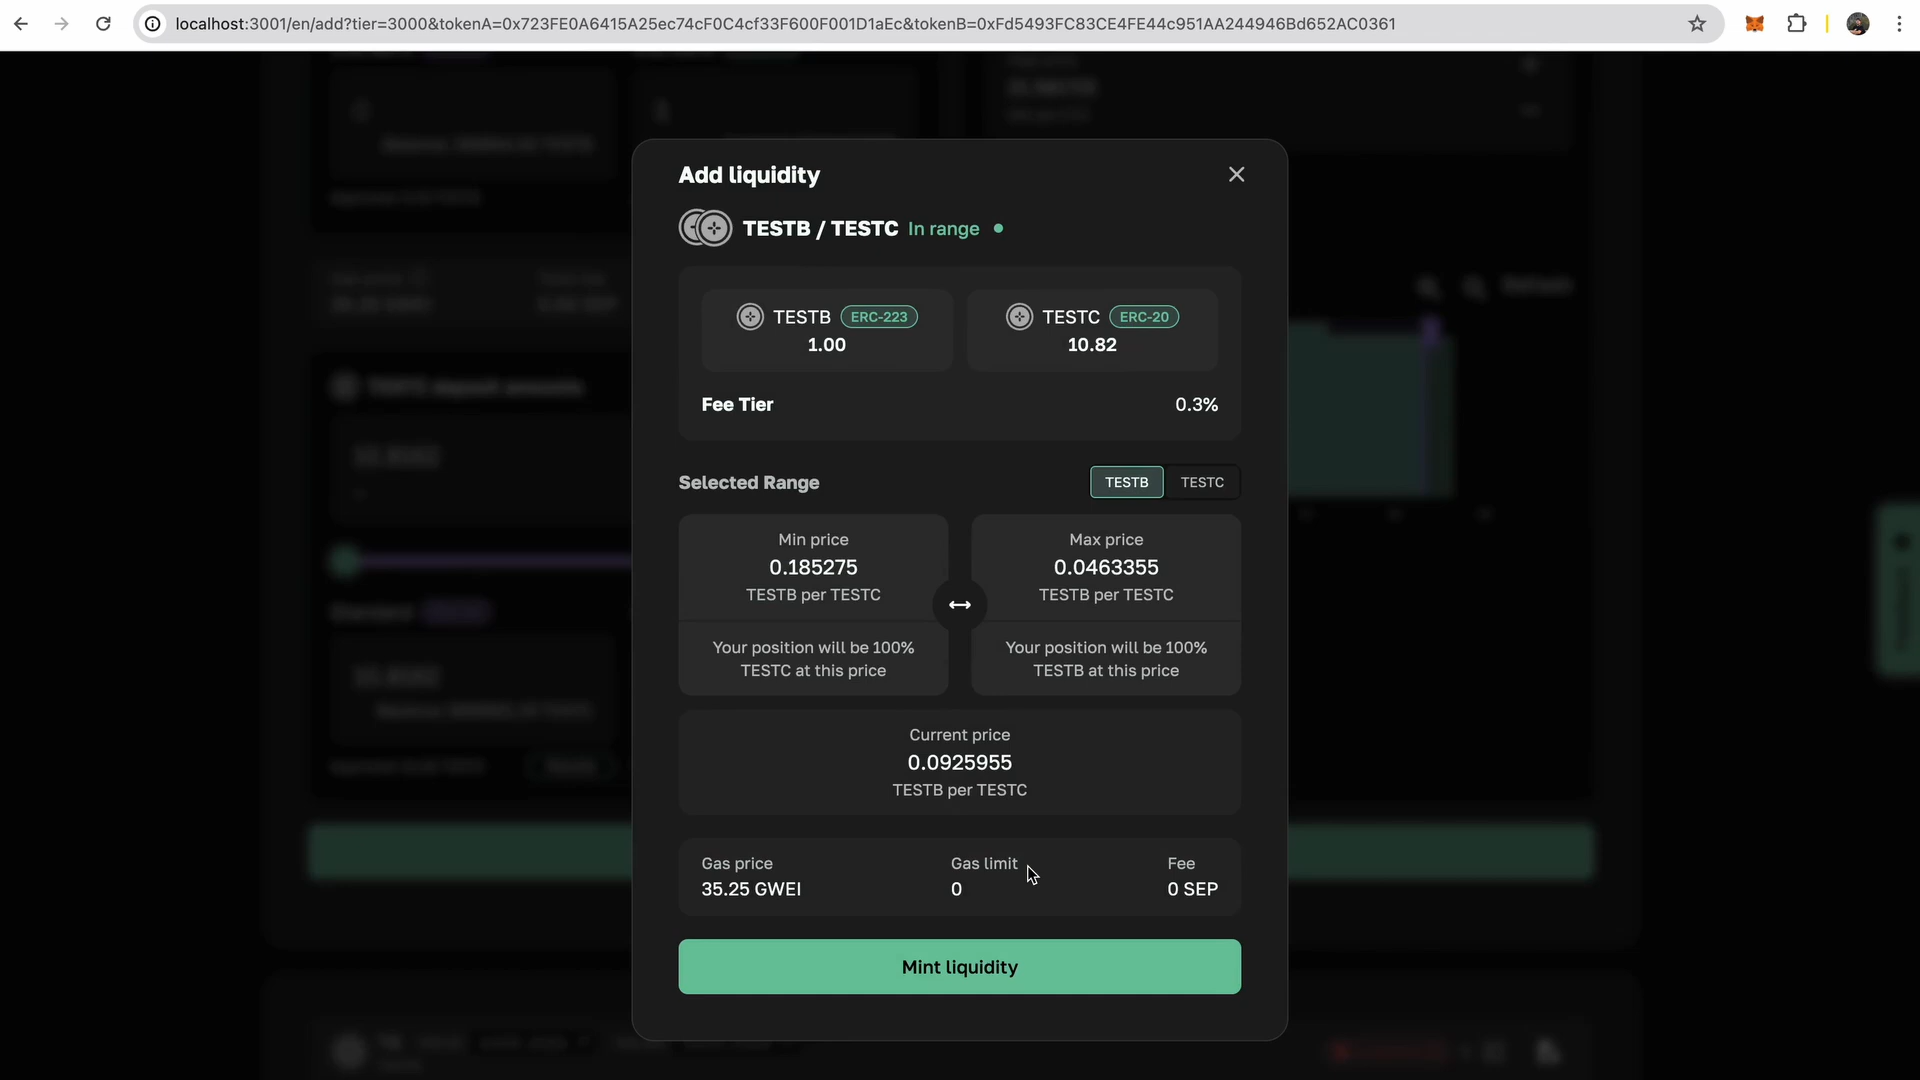 localhost:3001/en/add?tier=3000&tokenA=0x723FE0A6415A25ec74cF0C4cf33F600F001D1aEc&tokenB=0xFd5493FC83CE4FE44c951AA244946Bd652AC0361
Add liquidity
TESTB / TESTC In range
TESTB ERC-223
1.00
TESTC ERC-20
10.82
Fee Tier 0.3%
Selected Range TESTB TESTC
Min price
0.185275
TESTB per TESTC
Your position will be 100%
TESTC at this price
Max price
0.0463355
TESTB per TESTC
Your position will be 100%
TESTB at this price
Current price
0.0925955
TESTB per TESTC
Gas price
35.25 GWEI
Gas limit
0
Fee
0 SEP
Mint liquidity